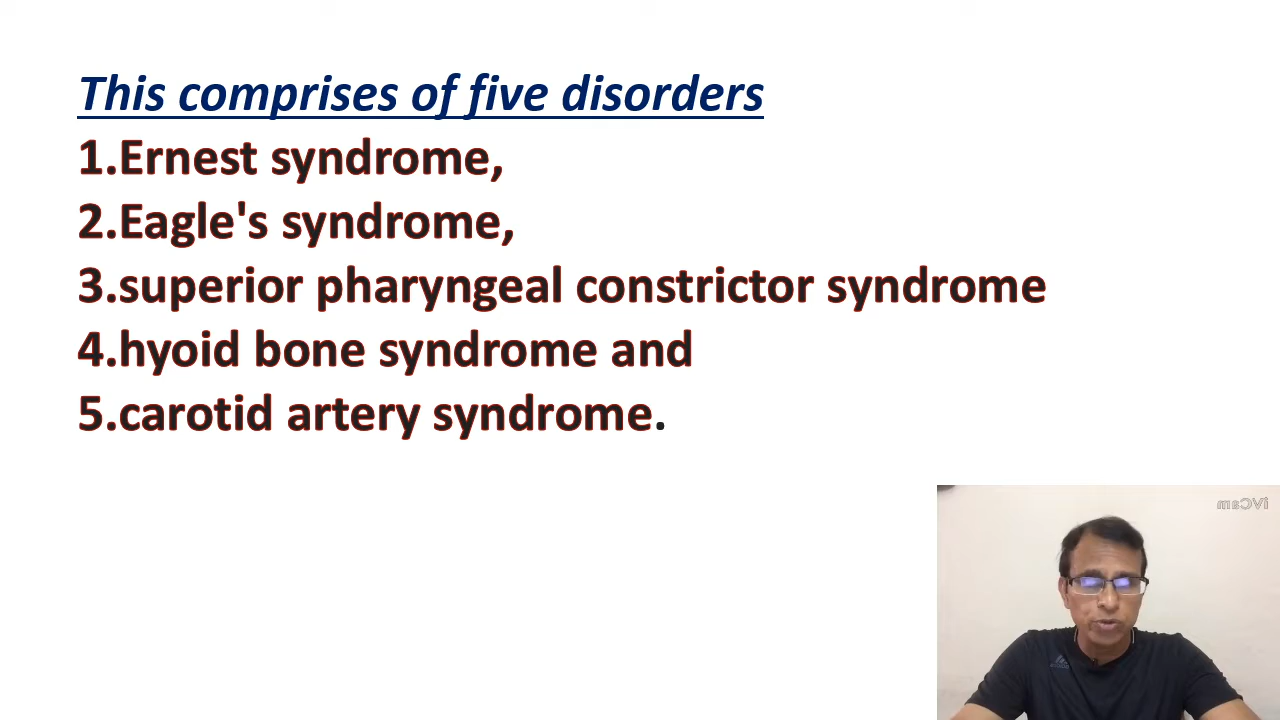 This comprises of five disorders
1.Ernest syndrome,
2.Eagle's syndrome,
3.superior pharyngeal constrictor syndrome
4.hyoid bone syndrome and
5.carotid artery syndrome.
iVCam